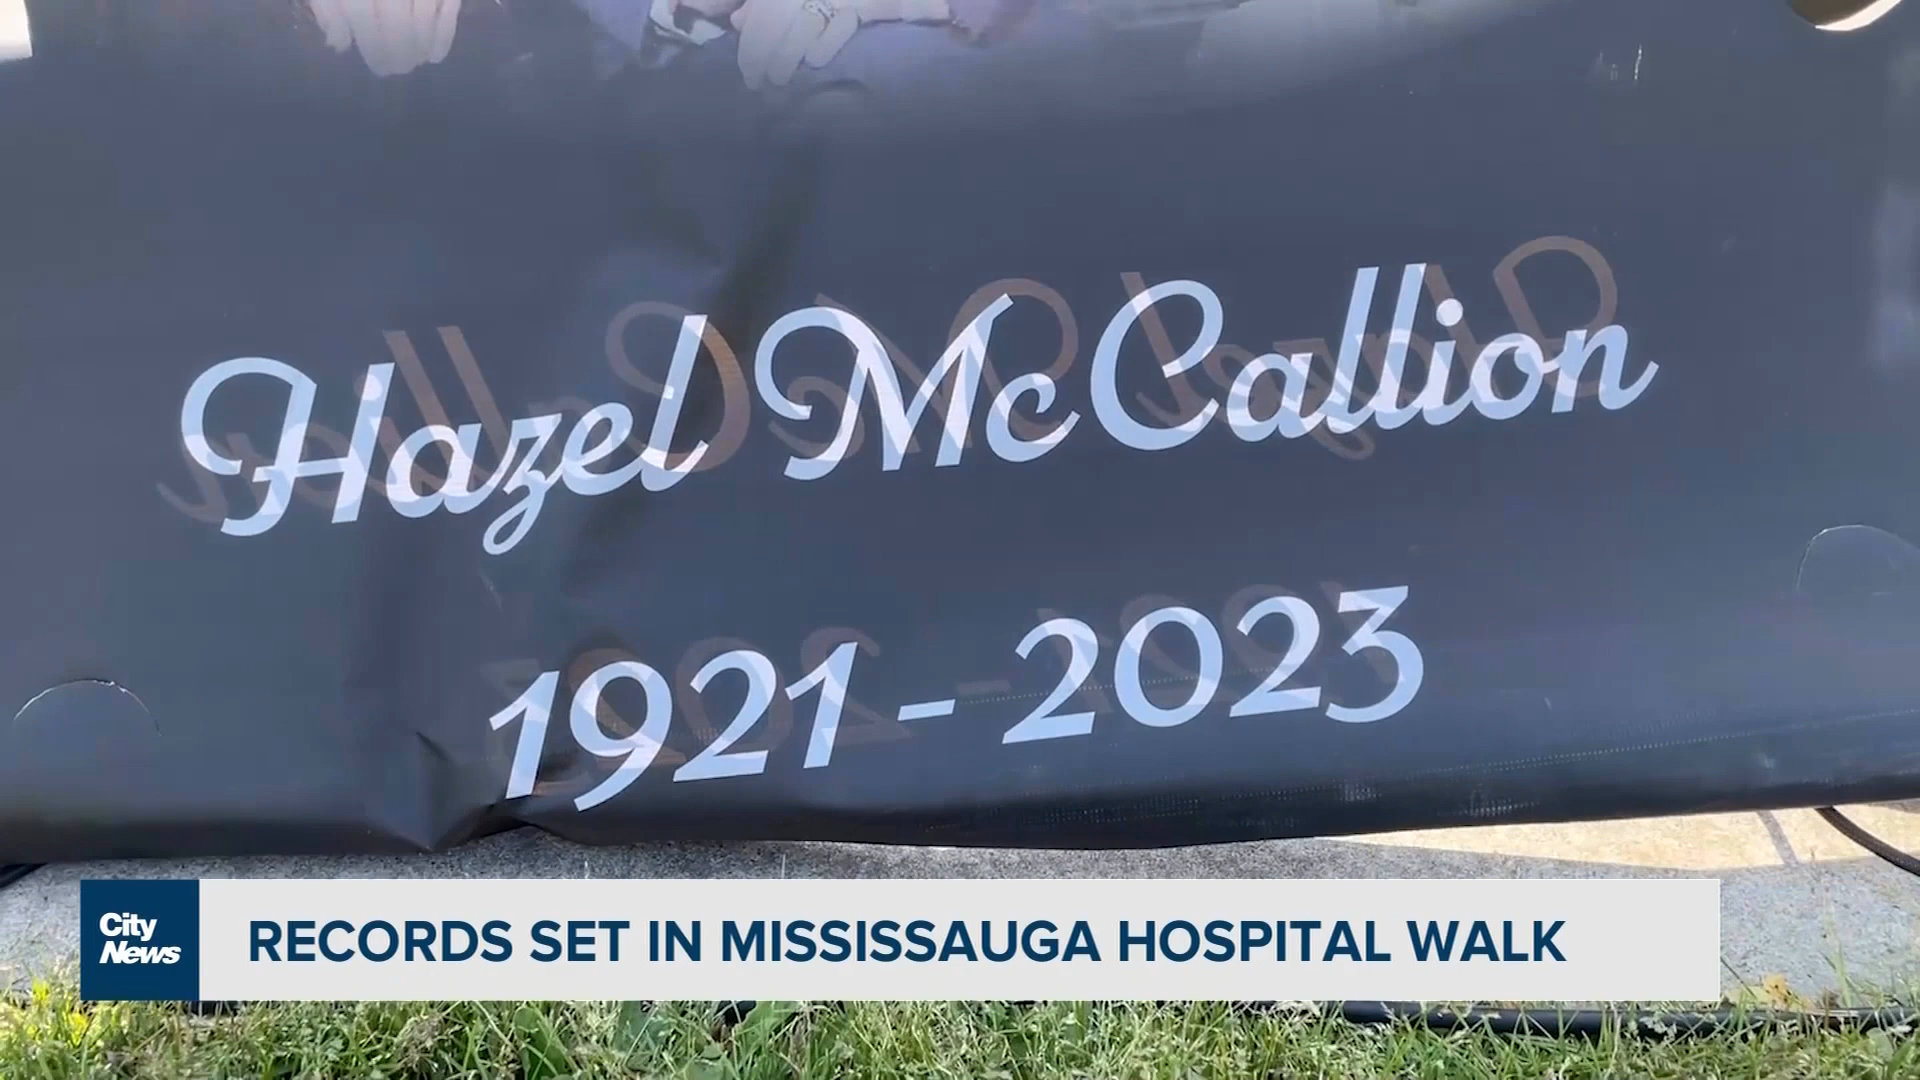 Hazel McCallion
1921 - 2023
City
News
RECORDS SET IN MISSISSAUGA HOSPITAL WALK